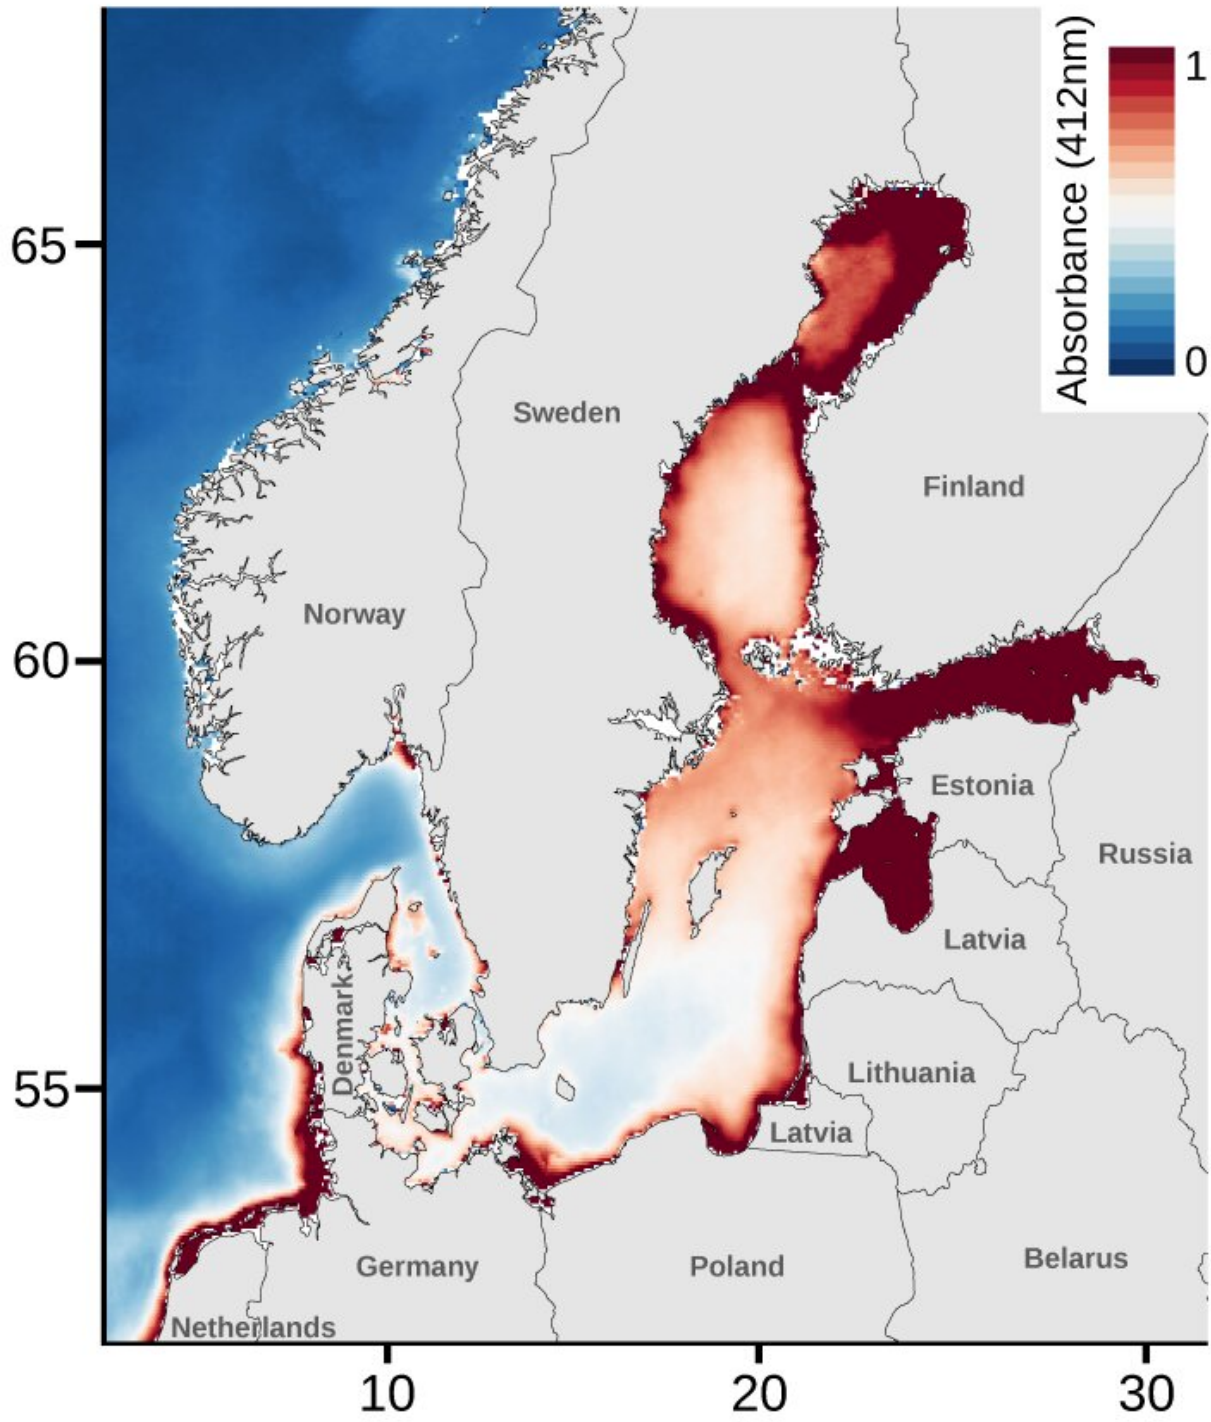 Absorbance (412nm)
1
0
65
60
55
Sweden
Finland
Norway
Estonia
Russia
Latvia
Denmark
Lithuania
Latvia
Germany
Poland
Belarus
Netherlands
10
20
30